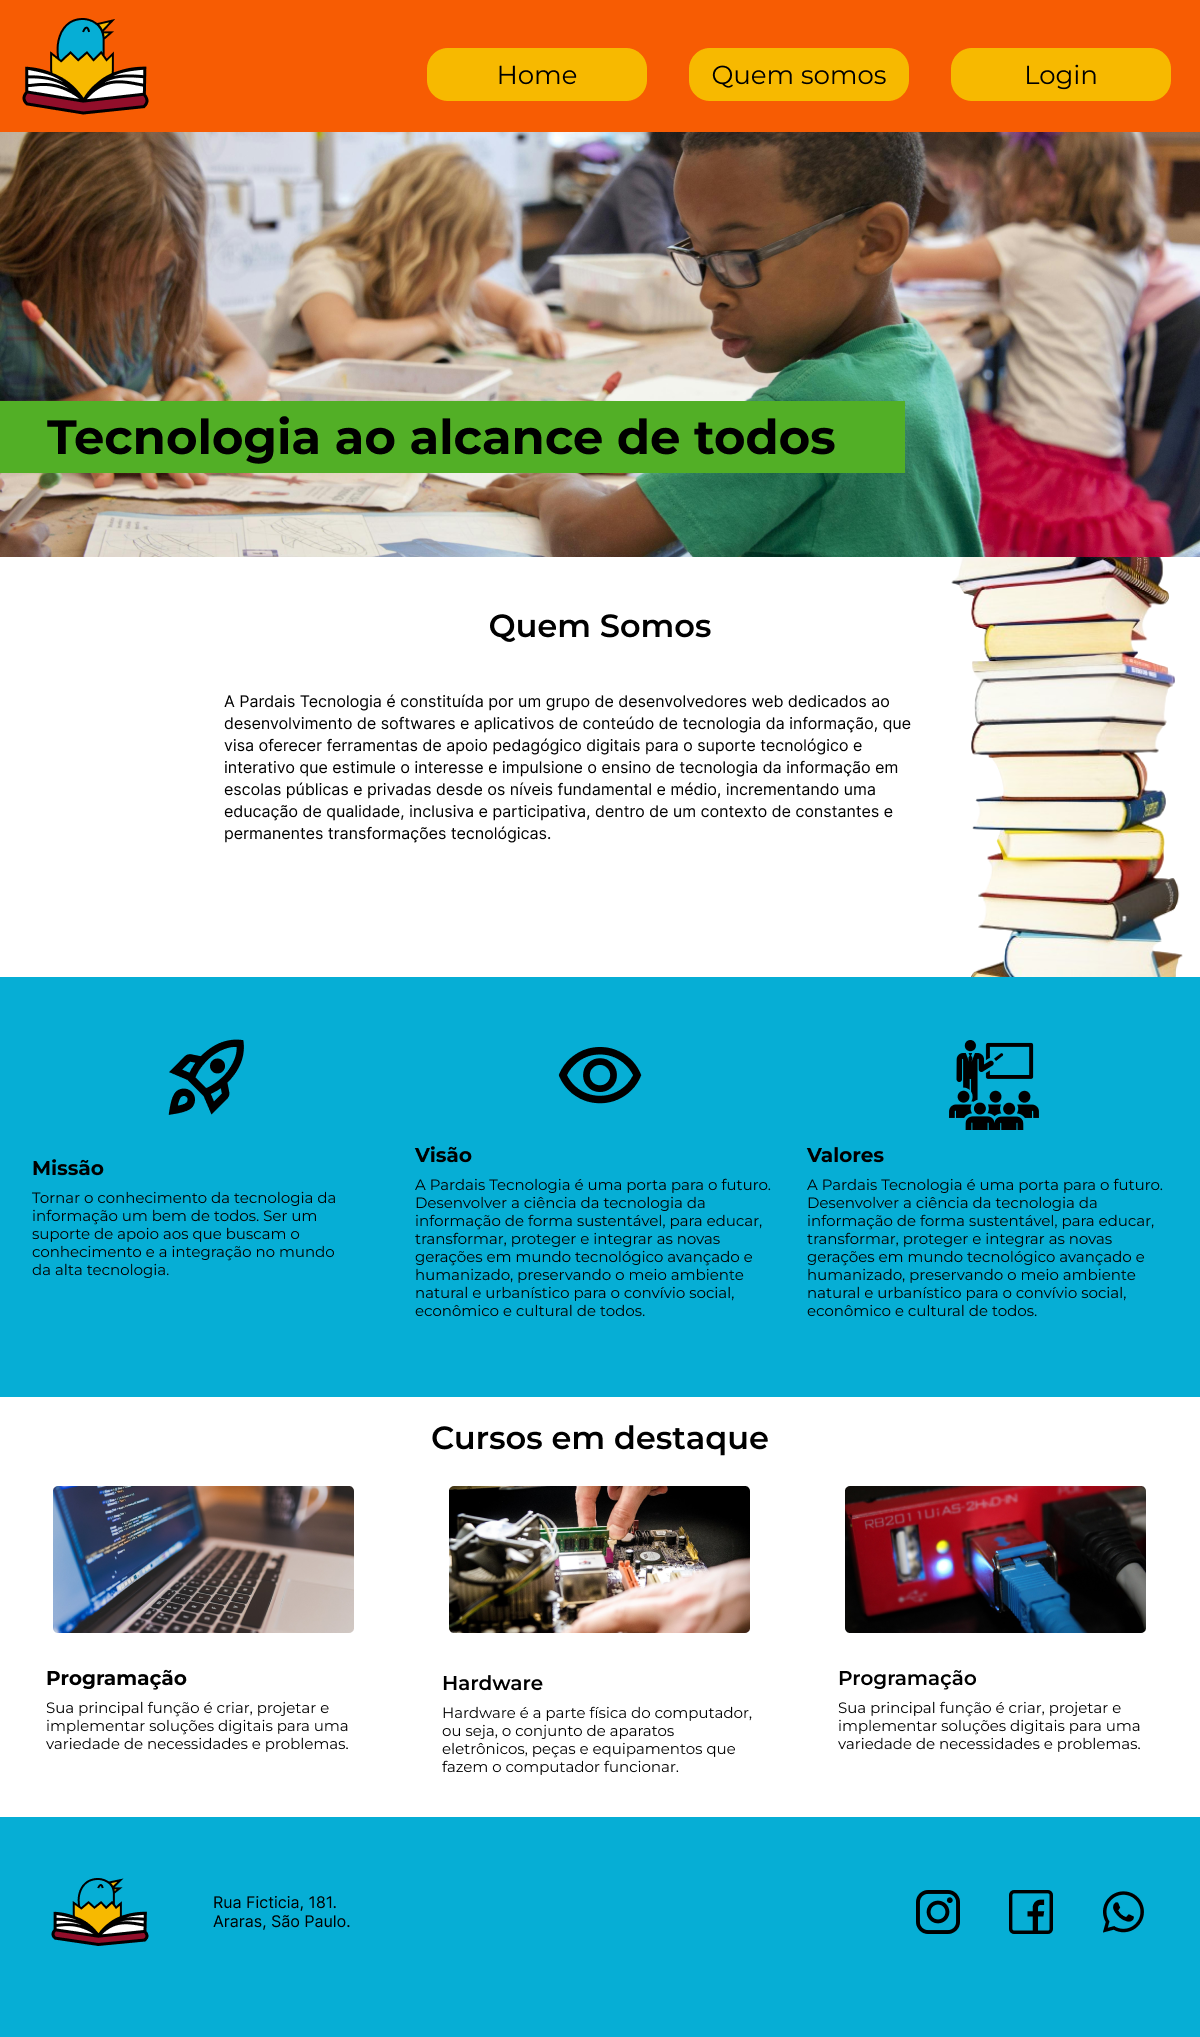 Home
Quem somos
Login
Tecnologia ao alcance de todos
Quem Somos
A Pardais Tecnologia é constituída por um grupo de desenvolvedores web dedicados ao
desenvolvimento de softwares e aplicativos de conteúdo de tecnologia da informação, que
visa oferecer ferramentas de apoio pedagógico digitais para o suporte tecnológico e
interativo que estimule o interesse e impulsione o ensino de tecnologia da informação em
escolas públicas e privadas desde os níveis fundamental e médio, incrementando uma
educação de qualidade, inclusiva e participativa, dentro de um contexto de constantes e
permanentes transformações tecnológicas.
Missão
Tornar o conhecimento da tecnologia da
informação um bem de todos. Ser um
suporte de apoio aos que buscam o
conhecimento e a integração no mundo
da alta tecnologia.
Visão
A Pardais Tecnologia é uma porta para o futuro.
Desenvolver a ciência da tecnologia da
informação de forma sustentável, para educar,
transformar, proteger e integrar as novas
gerações em mundo tecnológico avançado e
humanizado, preservando o meio ambiente
natural e urbanístico para o convívio social,
econômico e cultural de todos.
Valores
A Pardais Tecnologia é uma porta para o futuro.
Desenvolver a ciência da tecnologia da
informação de forma sustentável, para educar,
transformar, proteger e integrar as novas
gerações em mundo tecnológico avançado e
humanizado, preservando o meio ambiente
natural e urbanístico para o convívio social,
econômico e cultural de todos.
Cursos em destaque
RB2011UiAS-2HnD-IN
Programação
Sua principal função é criar, projetar e
implementar soluções digitais para uma
variedade de necessidades e problemas.
Hardware
Hardware é a parte física do computador,
ou seja, o conjunto de aparatos
eletrônicos, peças e equipamentos que
fazem o computador funcionar.
Programação
Sua principal função é criar, projetar e
implementar soluções digitais para uma
variedade de necessidades e problemas.
Rua Ficticia, 181.
Araras, São Paulo.